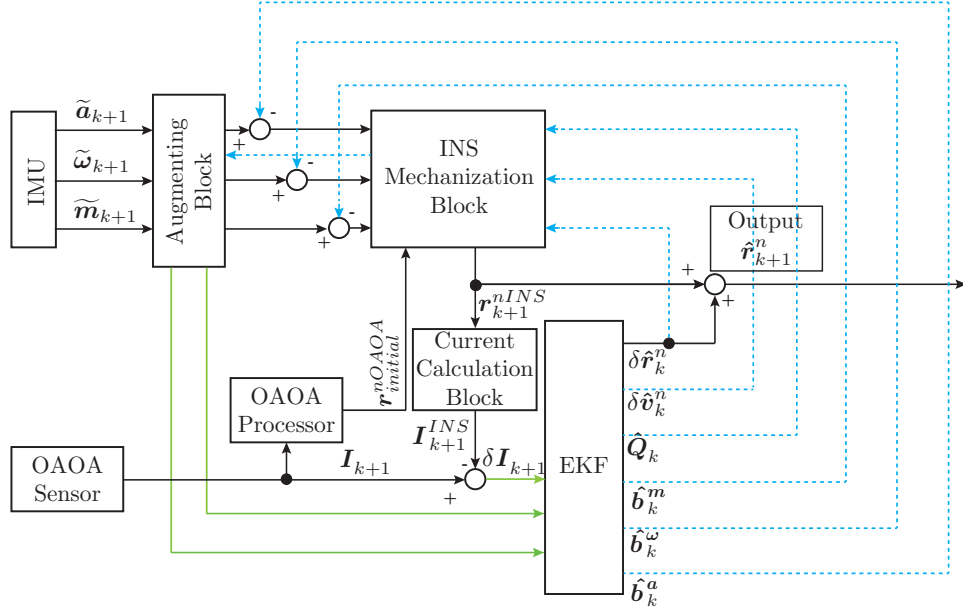 IMU
ã_{k+1}
ω̃_{k+1}
m̃_{k+1}
Augmenting
Block
-
+
-
+
-
+
INS
Mechanization
Block
Output
r̂^n_{k+1}
+
+
r^{nINS}_{k+1}
r^{nOAOA}_{initial}
Current
Calculation
Block
OAOA
Processor
I^{INS}_{k+1}
OAOA
Sensor
I_{k+1}
-
+
δI_{k+1}
EKF
δr̂^n_k
δv̂^n_k
Q̂_k
b̂^m_k
b̂^ω_k
b̂^a_k